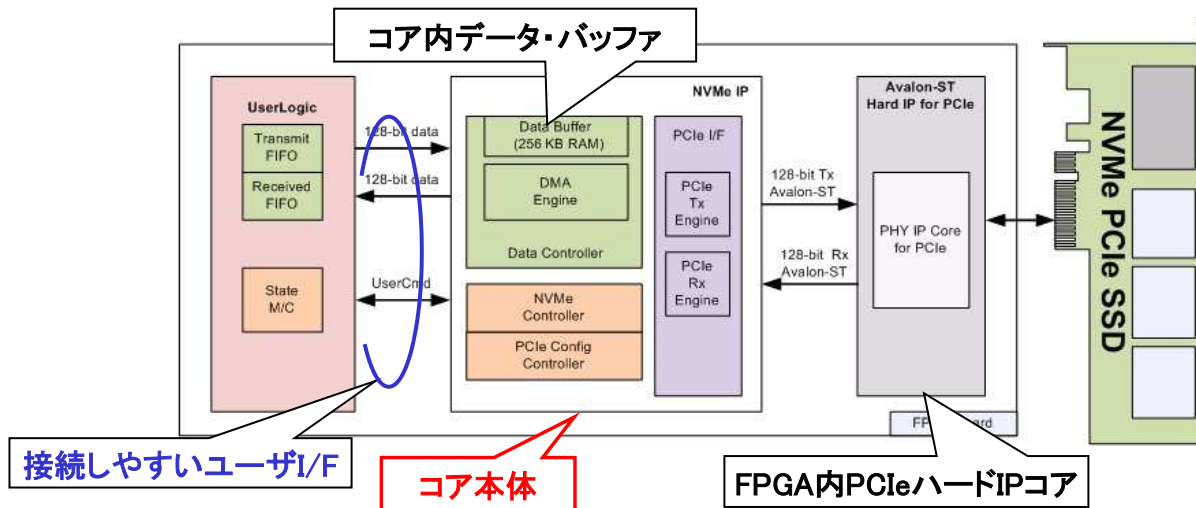 コア内データ・バッファ
UserLogic
Transmit
FIFO
Received
FIFO
State
M/C
128-bit data
128-bit data
UserCmd
NVMe IP
Data Buffer
(256 KB RAM)
DMA
Engine
Data Controller
NVMe
Controller
PCIe Config
Controller
PCIe I/F
PCIe
Tx
Engine
PCIe
Rx
Engine
128-bit Tx
Avalon-ST
128-bit Rx
Avalon-ST
Avalon-ST
Hard IP for PCIe
PHY IP Core
for PCIe
NVMe PCIe SSD
接続しやすいユーザI/F
コア本体
FPGA内PCIeハードIPコア